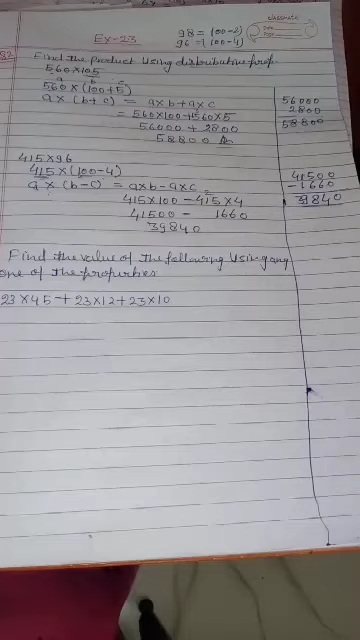 Ex-23
98 = (100-2)
96 = (100-4)
classmate
Find the product using distributive prop.
560×105
560×(100+5)
a b c
a×(b+c) = a×b+a×c
= 560×100+560×5
56000 + 2800
58800 Ans
56000
2800
58800
415×96
415×(100-4)
a×(b-c) = a×b-a×c
415×100-415×4
41500 - 1660
39840
41500
-1660
39840
Find the value of the following using any
one of the properties
23×45+23×12+23×10